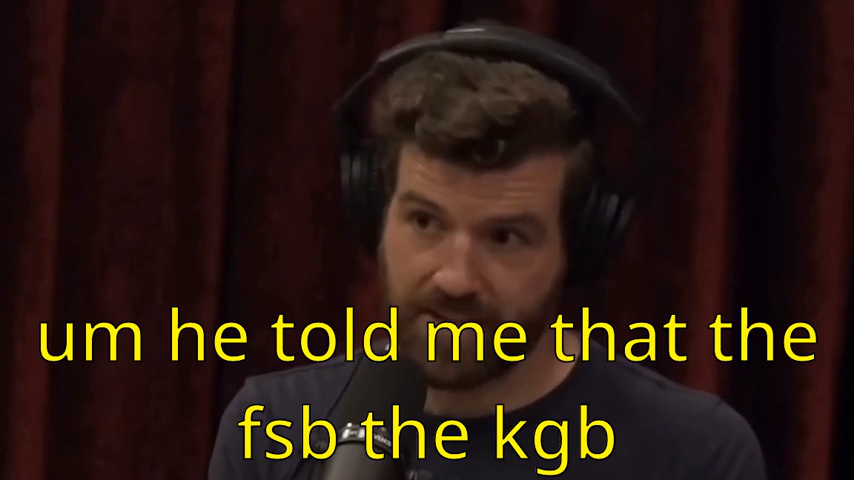 um he told me that the
fsb the kgb